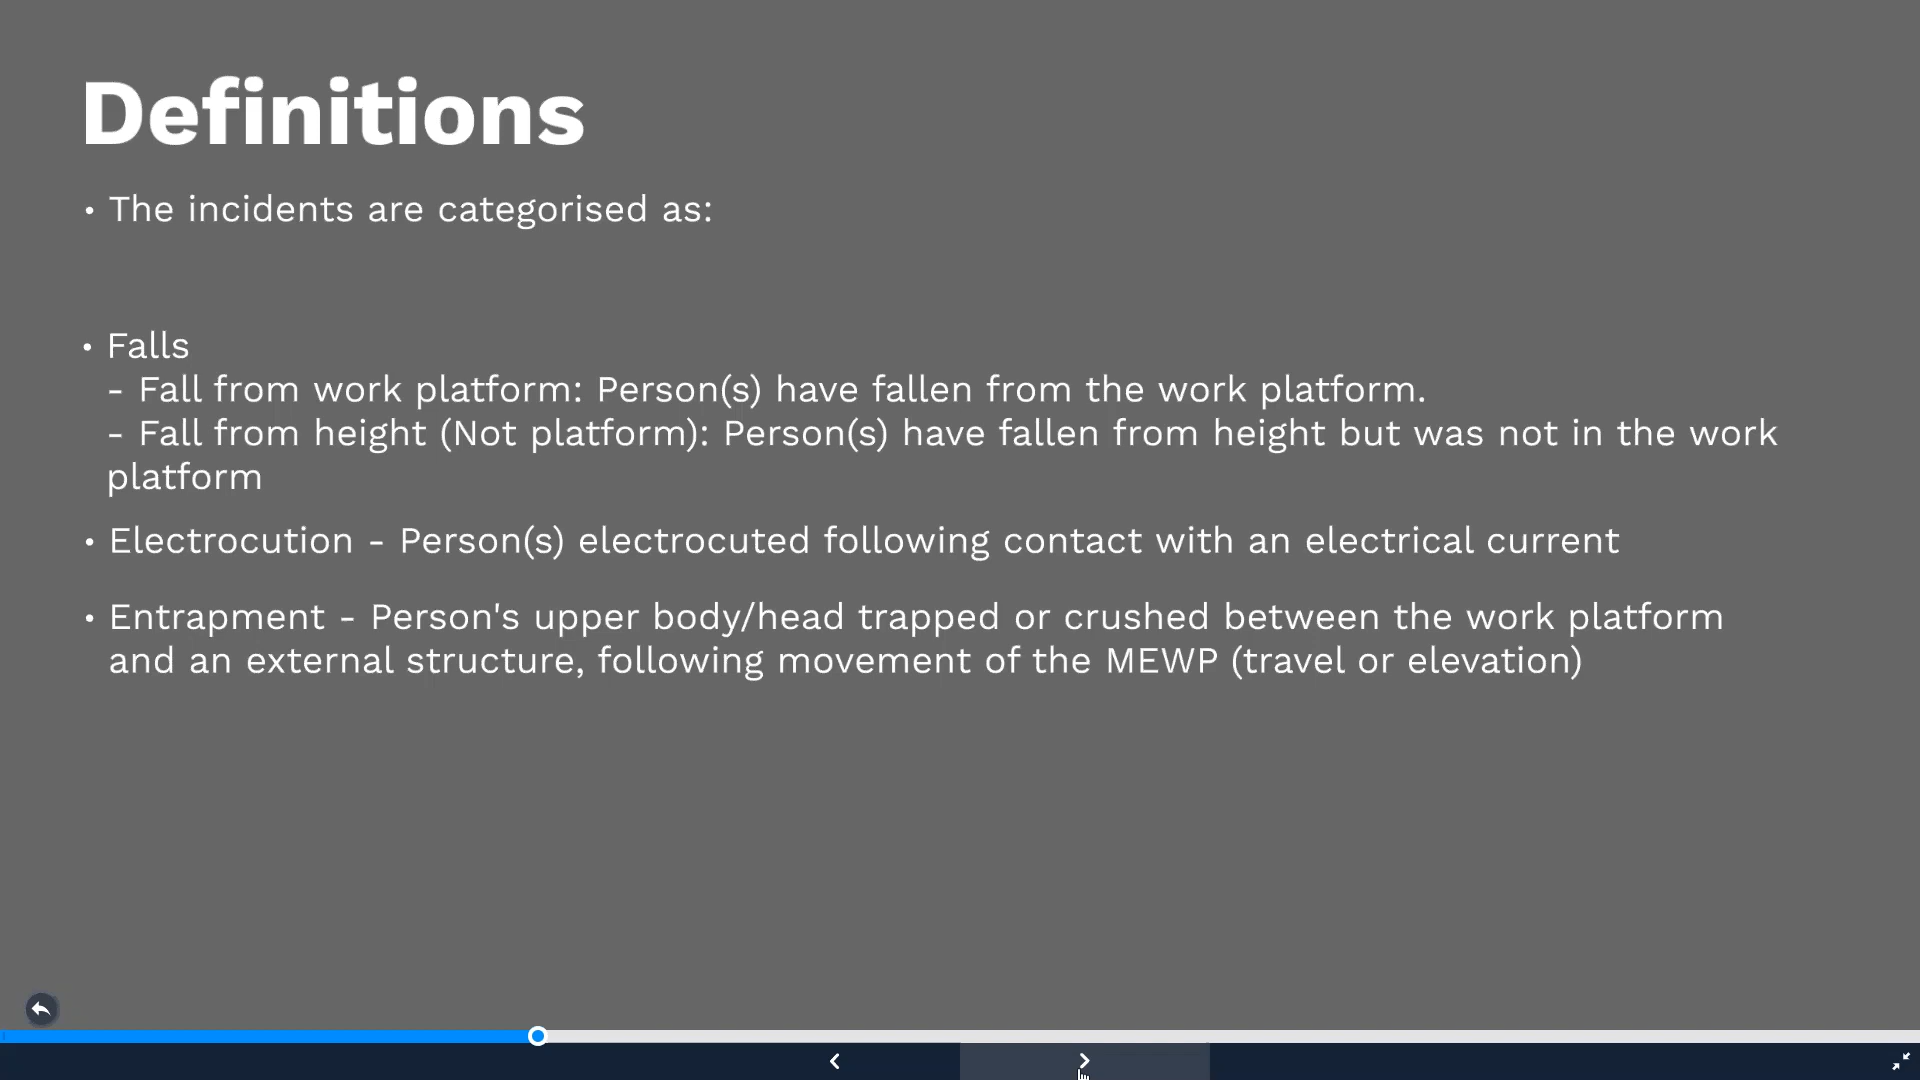 Definitions
• The incidents are categorised as:
• Falls
- Fall from work platform: Person(s) have fallen from the work platform.
- Fall from height (Not platform): Person(s) have fallen from height but was not in the work
platform
• Electrocution - Person(s) electrocuted following contact with an electrical current
• Entrapment - Person's upper body/head trapped or crushed between the work platform
and an external structure, following movement of the MEWP (travel or elevation)